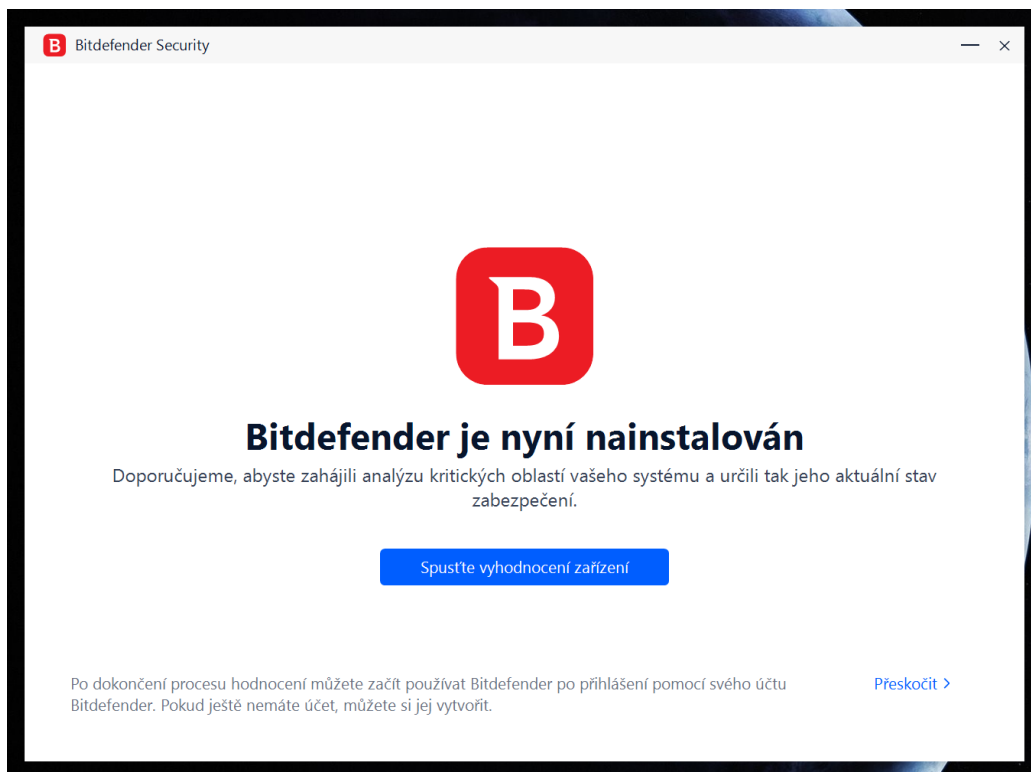 B Bitdefender Security
B
Bitdefender je nyní nainstalován
Doporučujeme, abyste zahájili analýzu kritických oblastí vašeho systému a určili tak jeho aktuální stav
zabezpečení.
Spusťte vyhodnocení zařízení
Po dokončení procesu hodnocení můžete začít používat Bitdefender po přihlášení pomocí svého účtu
Bitdefender. Pokud ještě nemáte účet, můžete si jej vytvořit.
Přeskočit >